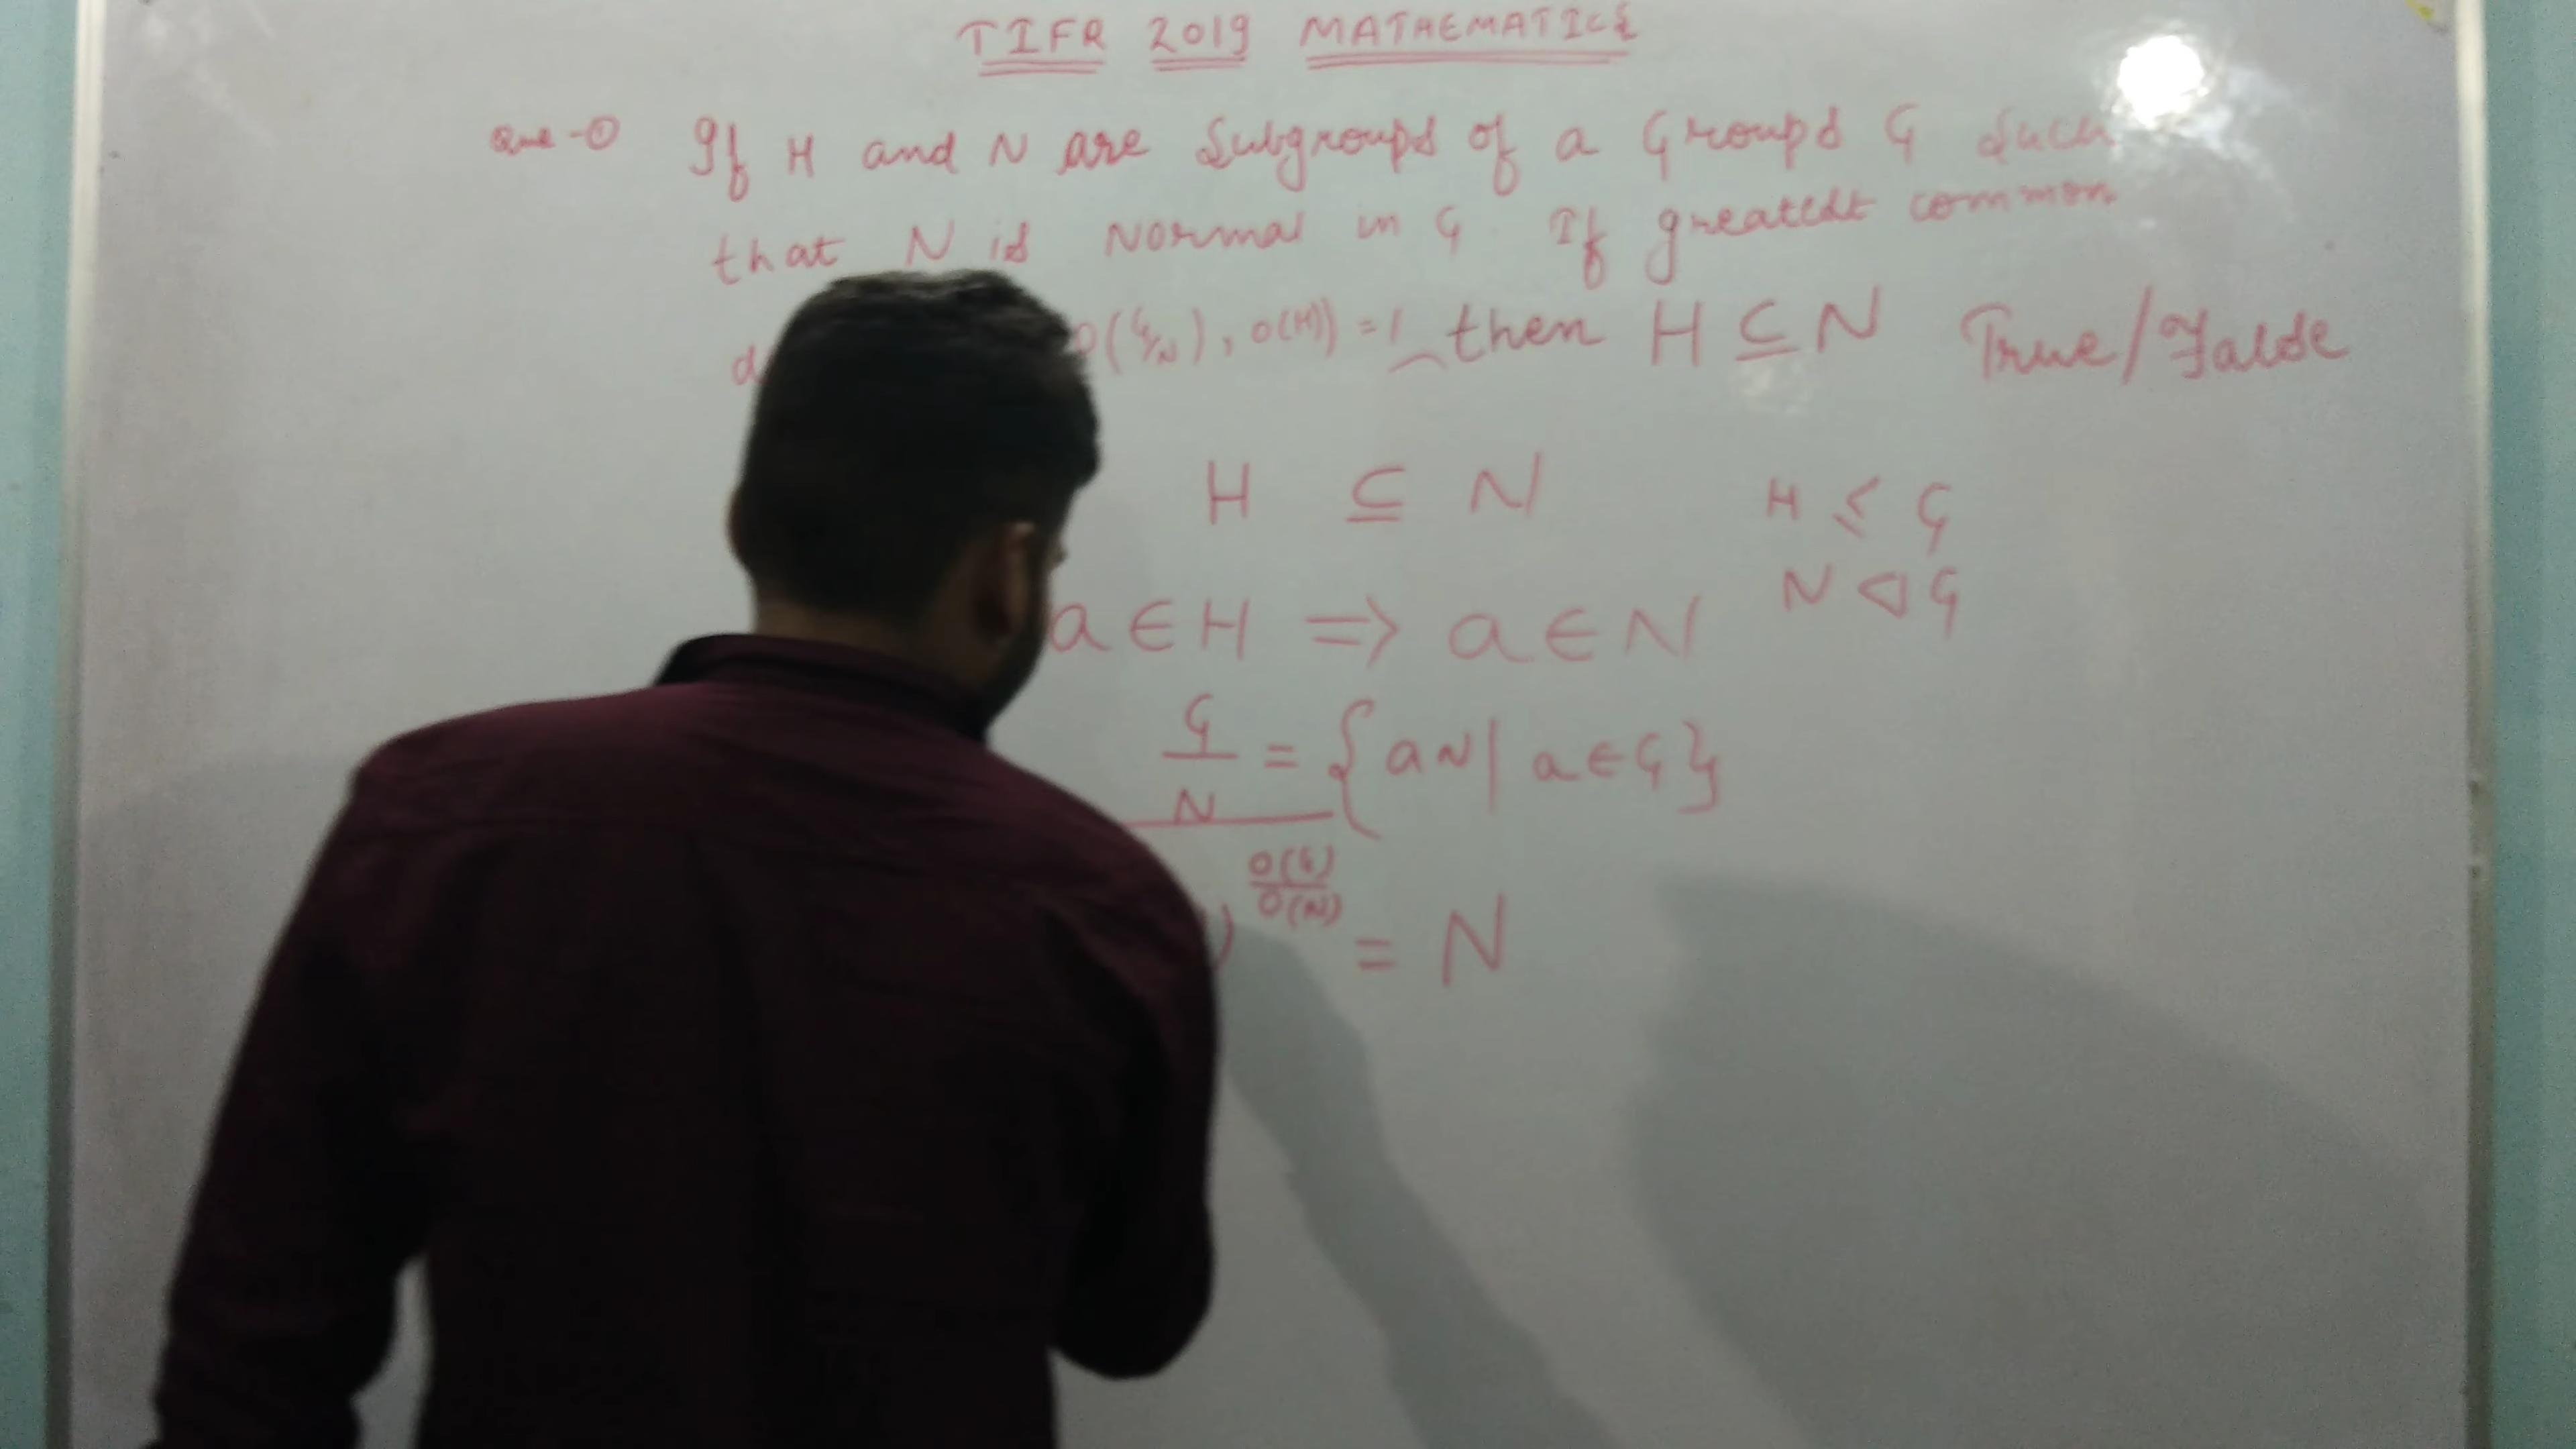 TIFR 2019 MATHEMATICS
Que-① If H and N are Subgroups of a Groups G such
that N is Normal in G. If greatest common
O(G/N), O(H)) = 1 then H ⊆ N True/False
H ⊆ N H ≤ G
a ∈ H ⇒ a ∈ N N ⊲ G
G/N = {aN | a ∈ G}
) O(G)/O(N) = N